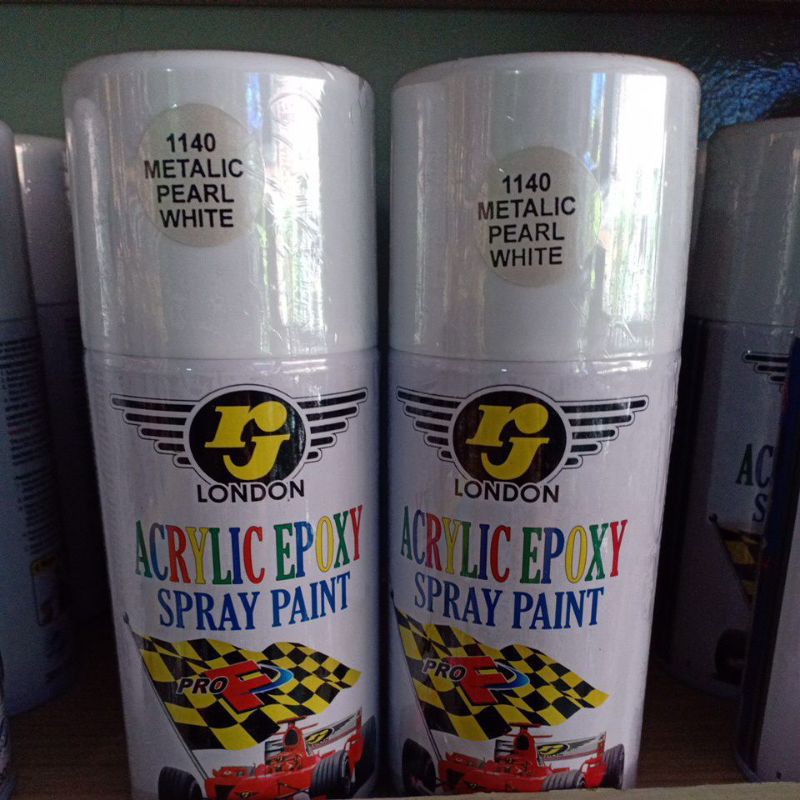 1140
METALIC
PEARL
WHITE
rj
LONDON
ACRYLIC EPOXY
SPRAY PAINT
PRO
1140
METALIC
PEARL
WHITE
rj
LONDON
ACRYLIC EPOXY
SPRAY PAINT
PRO